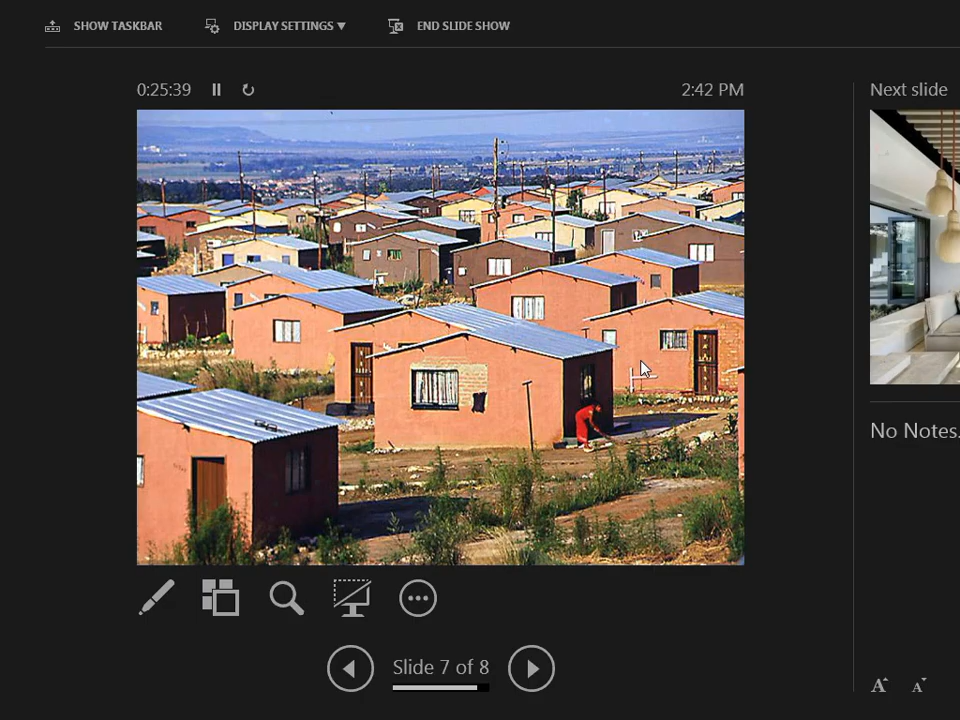 SHOW TASKBAR
DISPLAY SETTINGS ▼
END SLIDE SHOW
0:25:39
2:42 PM
Next slide
No Notes.
Slide 7 of 8
A A